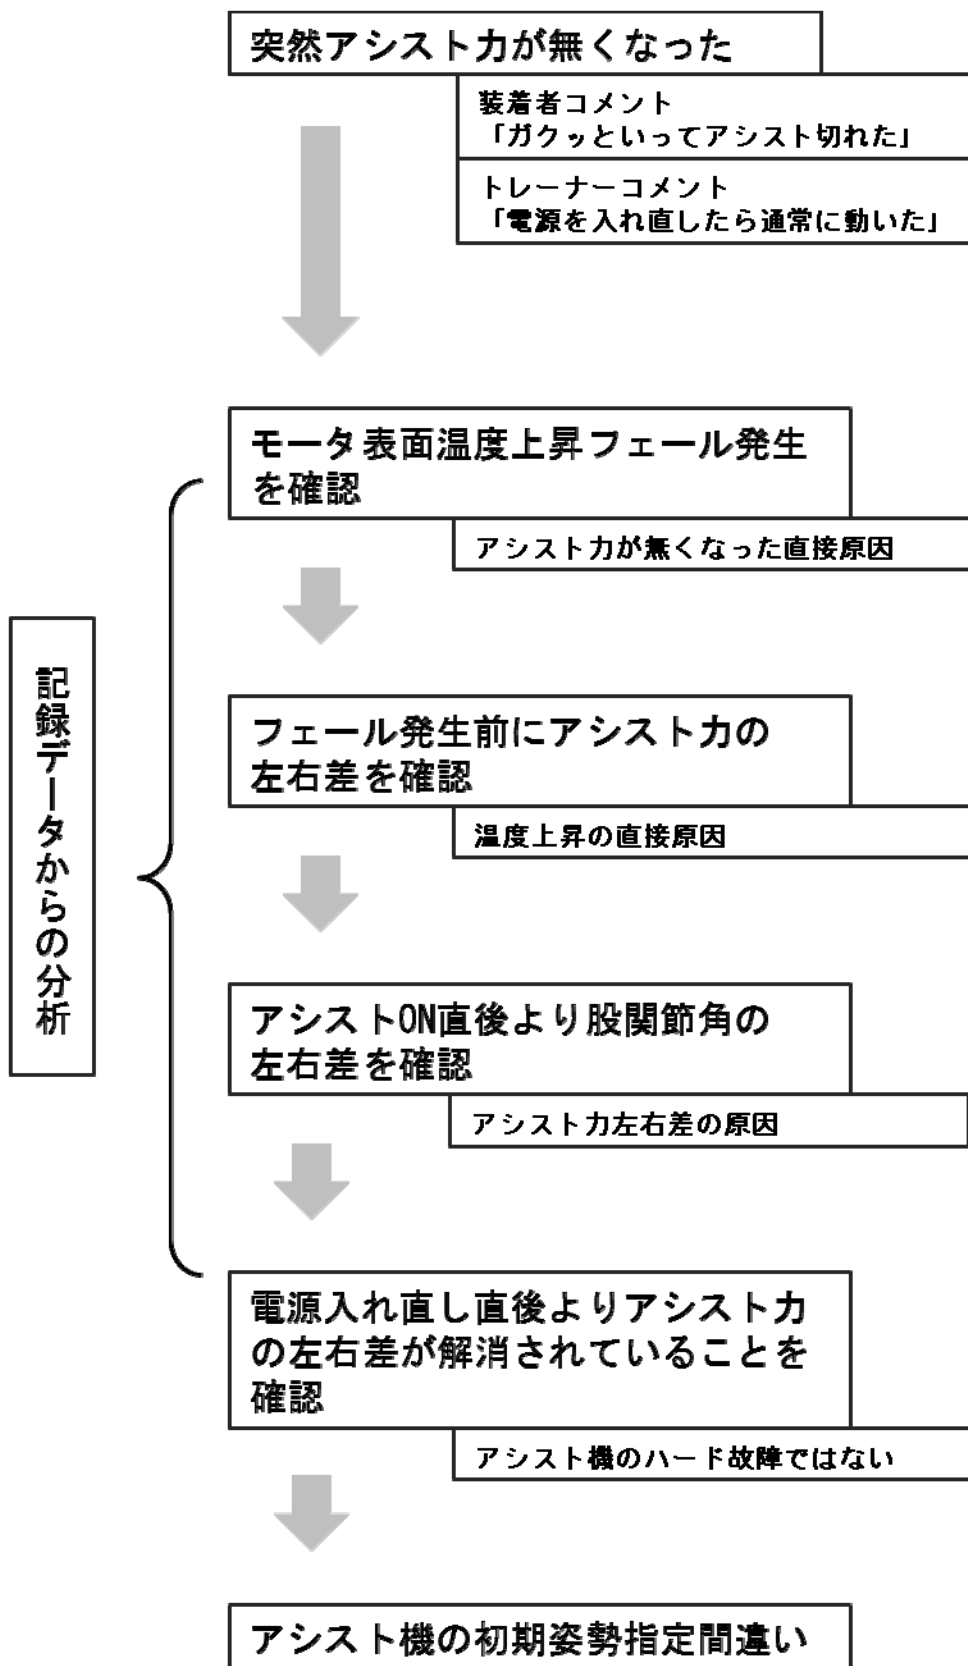 突然アシスト力が無くなった
装着者コメント
「ガクッといってアシスト切れた」
トレーナーコメント
「電源を入れ直したら通常に動いた」
モータ表面温度上昇フェール発生
を確認
アシスト力が無くなった直接原因
記録データからの分析
フェール発生前にアシスト力の
左右差を確認
温度上昇の直接原因
アシストON直後より股関節角の
左右差を確認
アシスト力左右差の原因
電源入れ直し直後よりアシスト力
の左右差が解消されていることを
確認
アシスト機のハード故障ではない
アシスト機の初期姿勢指定間違い